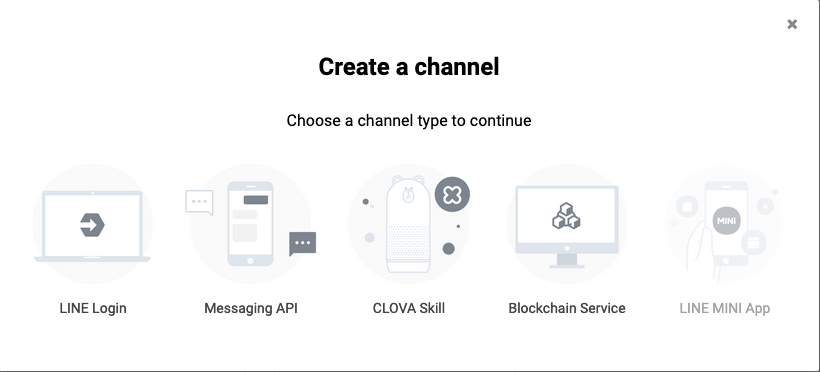 Create a channel
Choose a channel type to continue
MINI
LINE Login
Messaging API
CLOVA Skill
Blockchain Service
LINE MINI App